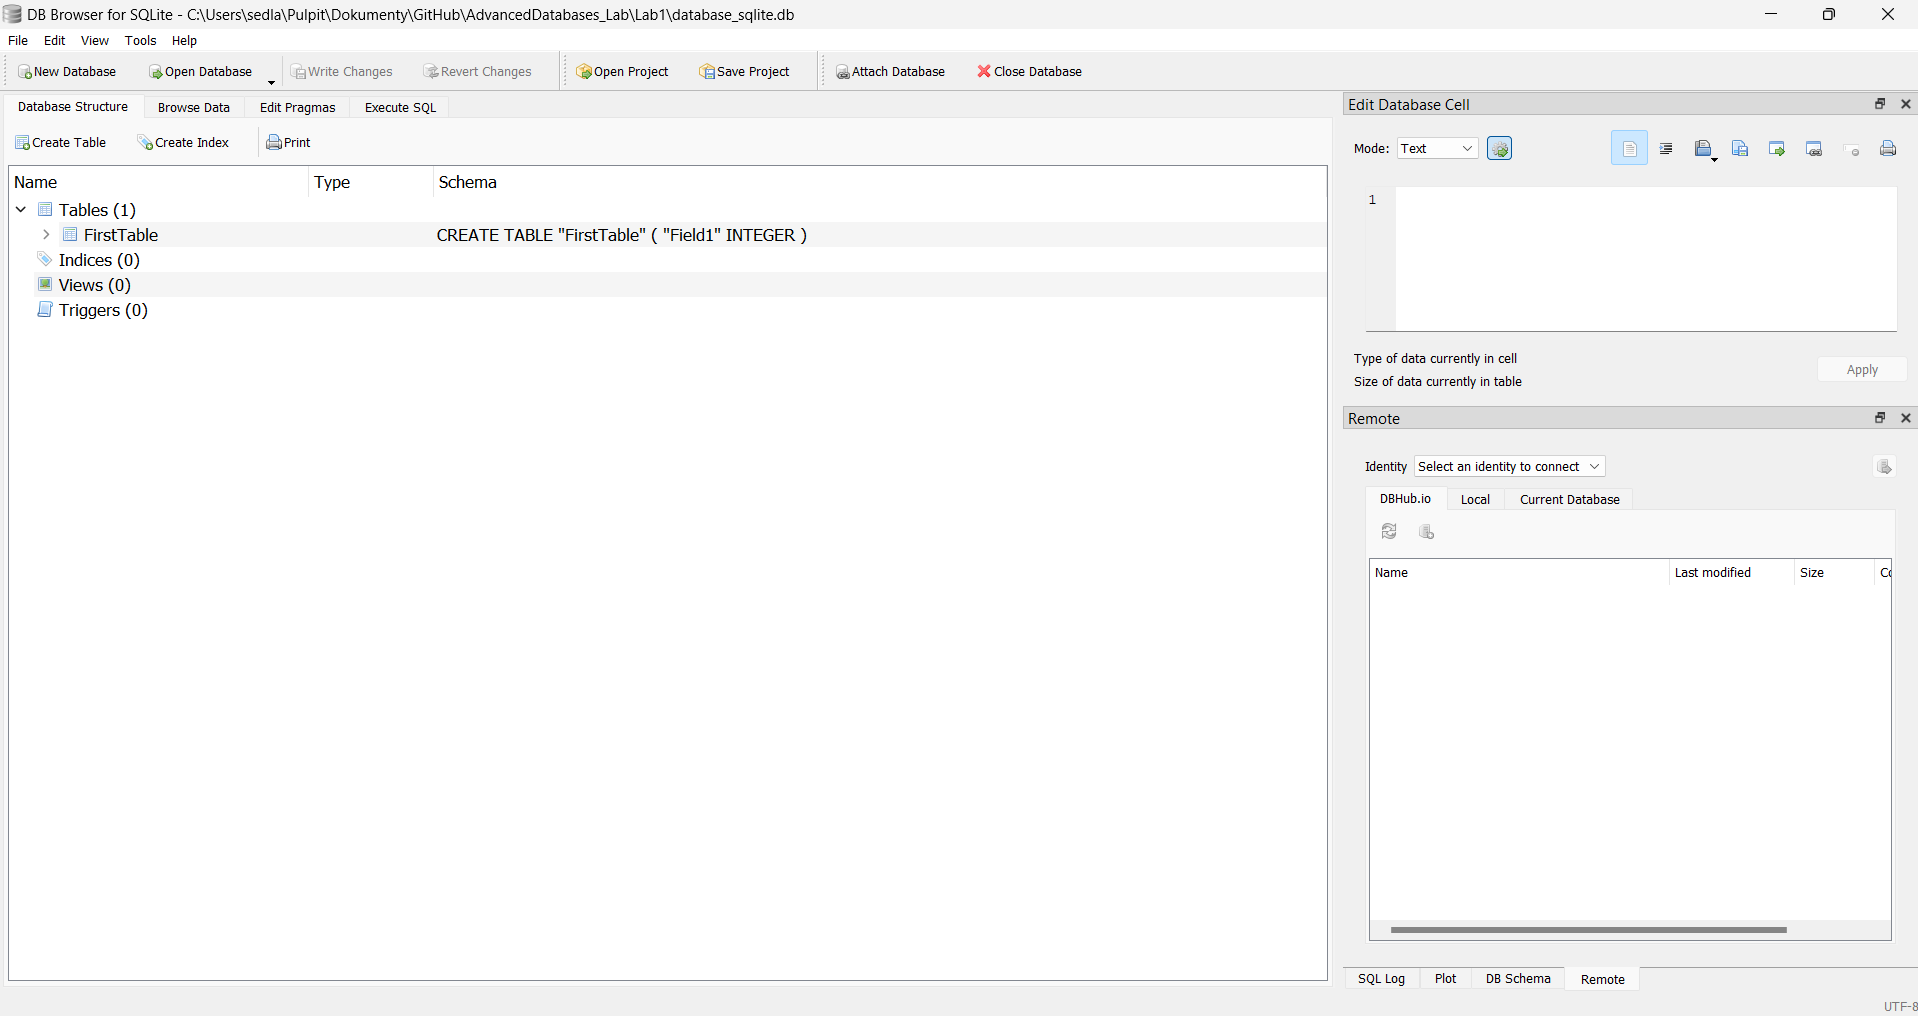 DB Browser for SQLite - C:\Users\sedla\Pulpit\Dokumenty\GitHub\AdvancedDatabases_Lab\Lab1\database_sqlite.db
File Edit View Tools Help
New Database Open Database Write Changes Revert Changes Open Project Save Project Attach Database Close Database
Database Structure Browse Data Edit Pragmas Execute SQL
Create Table Create Index Print
Name Type Schema
Tables (1)
FirstTable CREATE TABLE "FirstTable" ( "Field1" INTEGER )
Indices (0)
Views (0)
Triggers (0)
Edit Database Cell
Mode: Text
1
Type of data currently in cell
Size of data currently in table
Apply
Remote
Identity Select an identity to connect
DBHub.io Local Current Database
Name Last modified Size
SQL Log Plot DB Schema Remote
UTF-8